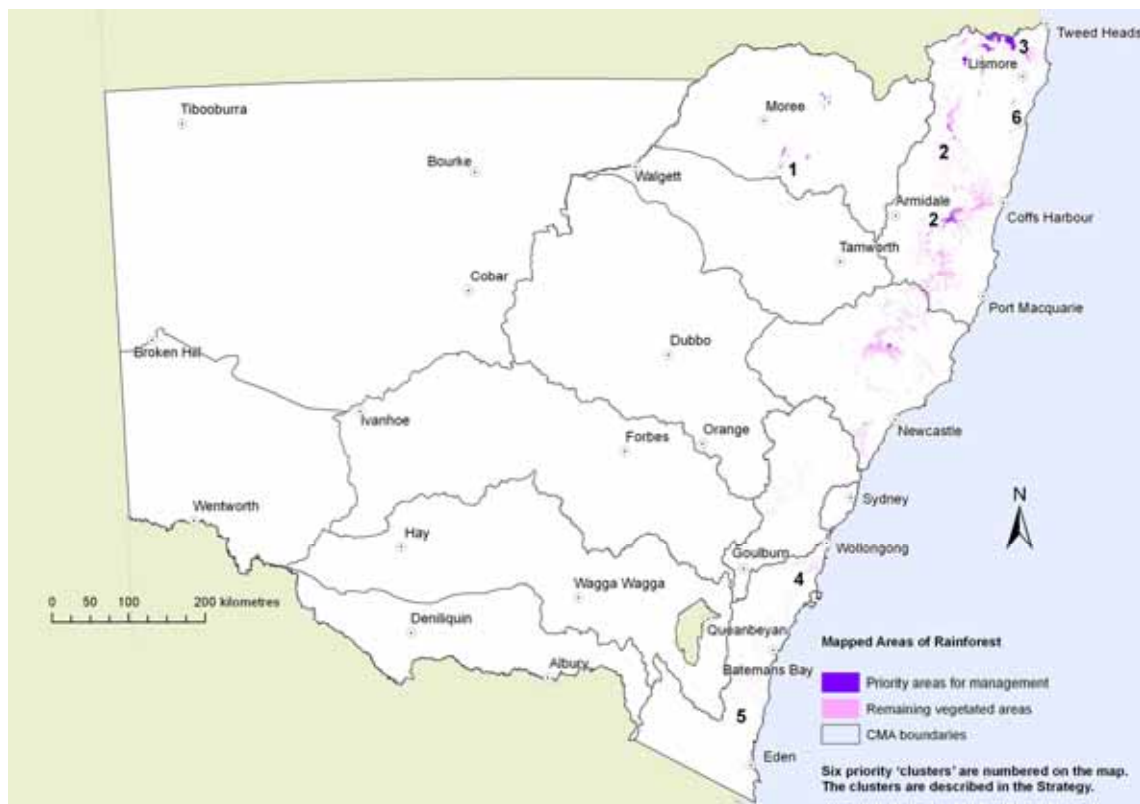 Tweed Heads
3
Lismore
Tibooburra
Moree
6
Bourke
2
1
Walgett
Armidale
2
Coffs Harbour
Tamworth
Cobar
Port Macquarie
Broken Hill
Dubbo
Ivanhoe
Newcastle
Forbes
Orange
Sydney
Wentworth
N
Hay
Goulburn
Wollongong
4
Wagga Wagga
0 50 100 200 kilometres
Deniliquin
Queanbeyan
Albury
Batemans Bay
5
Eden
Mapped Areas of Rainforest
Priority areas for management
Remaining vegetated areas
CMA boundaries
Six priority 'clusters' are numbered on the map.
The clusters are described in the Strategy.